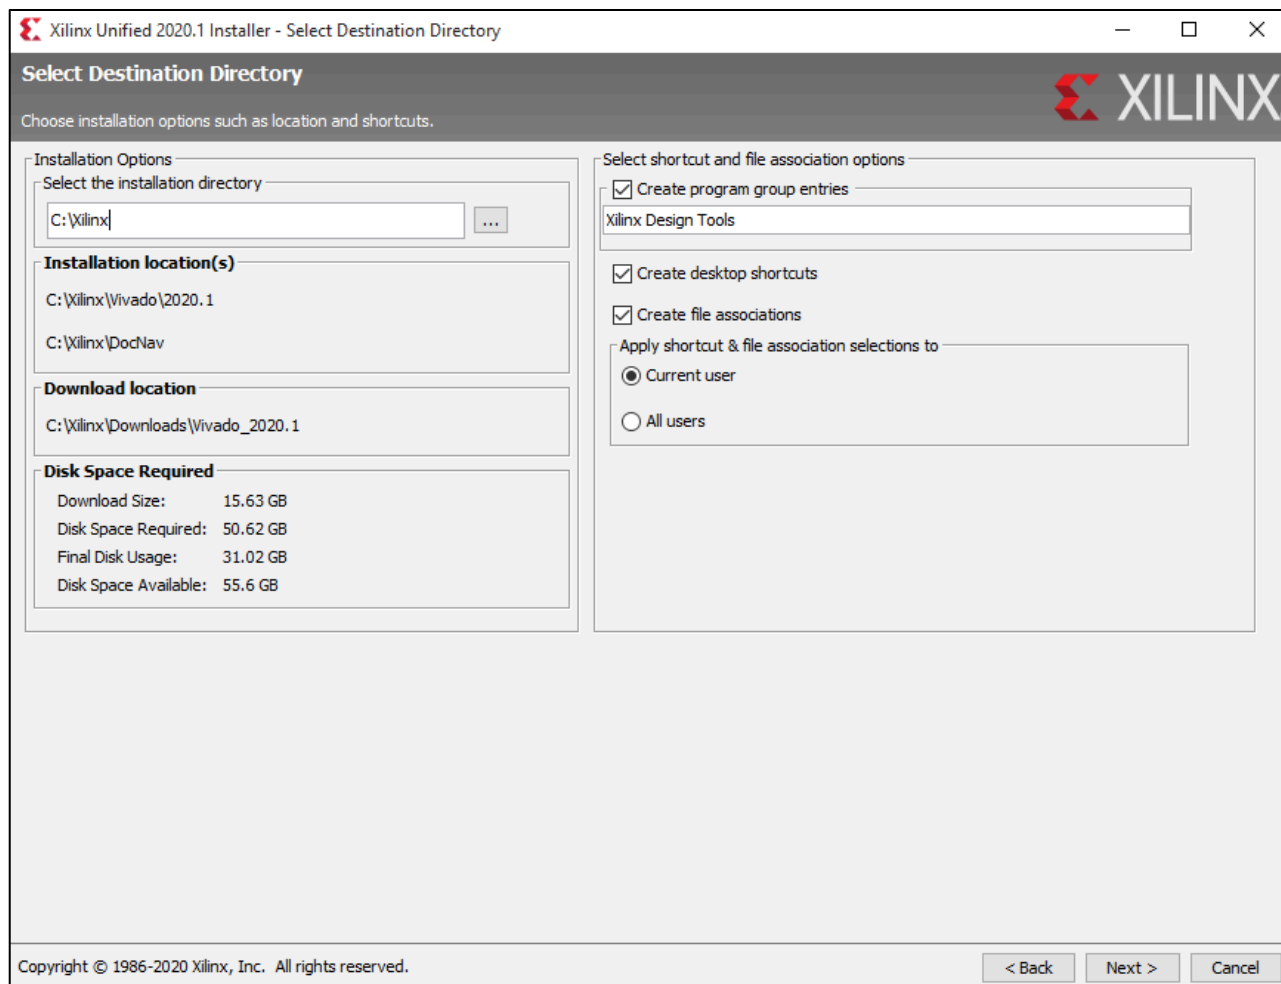 Xilinx Unified 2020.1 Installer - Select Destination Directory
Select Destination Directory
XILINX
Choose installation options such as location and shortcuts.
Installation Options
Select the installation directory
C:\Xilinx
...
Installation location(s)
C:\Xilinx\Vivado\2020.1
C:\Xilinx\DocNav
Download location
C:\Xilinx\Downloads\Vivado_2020.1
Disk Space Required
Download Size: 15.63 GB
Disk Space Required: 50.62 GB
Final Disk Usage: 31.02 GB
Disk Space Available: 55.6 GB
Select shortcut and file association options
Create program group entries
Xilinx Design Tools
Create desktop shortcuts
Create file associations
Apply shortcut & file association selections to
Current user
All users
Copyright © 1986-2020 Xilinx, Inc. All rights reserved.
< Back
Next >
Cancel